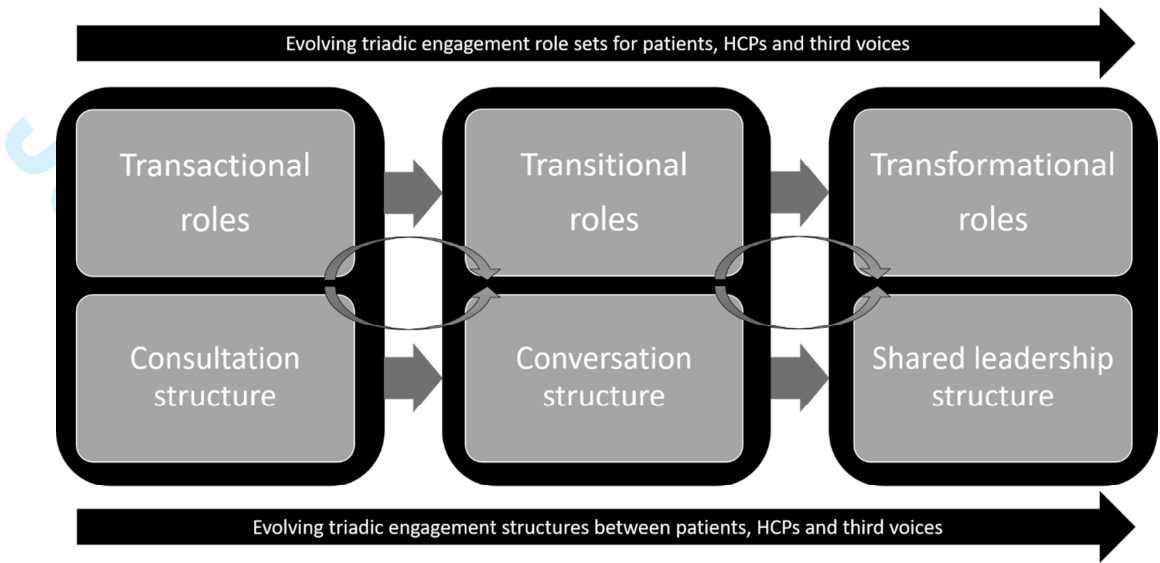 Evolving triadic engagement role sets for patients, HCPs and third voices
Transactional
roles
Transitional
roles
Transformational
roles
Consultation
structure
Conversation
structure
Shared leadership
structure
Evolving triadic engagement structures between patients, HCPs and third voices